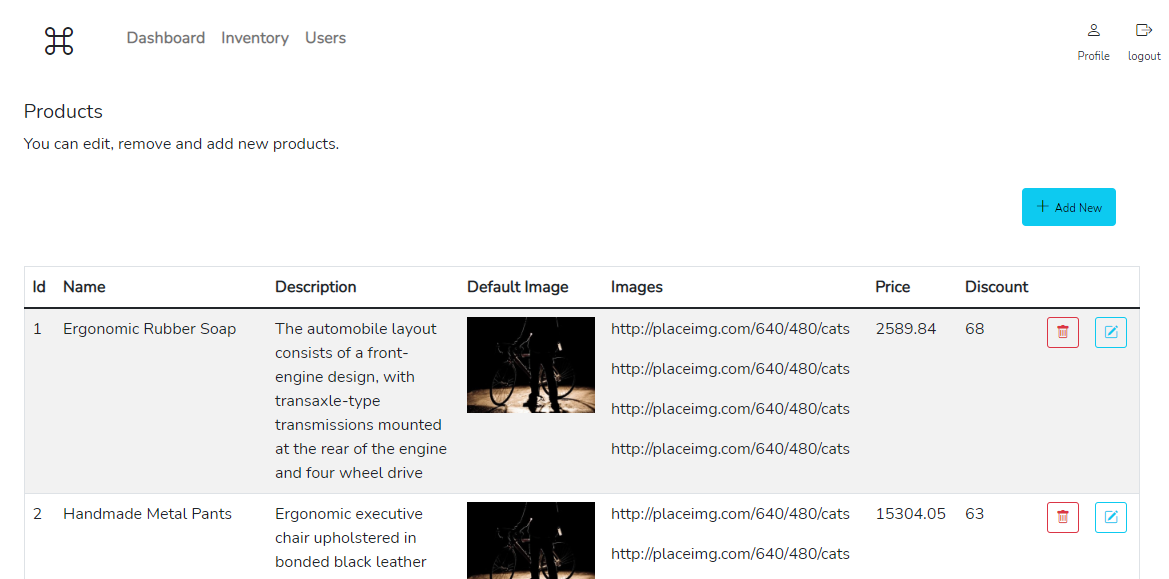 Dashboard Inventory Users
Profile logout
Products
You can edit, remove and add new products.
+ Add New
Id Name Description Default Image Images Price Discount
1 Ergonomic Rubber Soap The automobile layout http://placeimg.com/640/480/cats 2589.84 68
consists of a front-
http://placeimg.com/640/480/cats
engine design, with
transaxle-type http://placeimg.com/640/480/cats
transmissions mounted
at the rear of the engine http://placeimg.com/640/480/cats
and four wheel drive
2 Handmade Metal Pants Ergonomic executive http://placeimg.com/640/480/cats 15304.05 63
chair upholstered in
http://placeimg.com/640/480/cats
bonded black leather